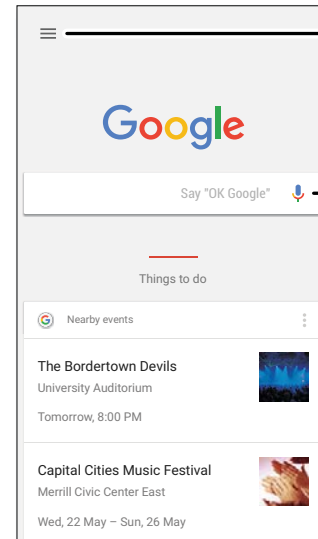 Google
Say "OK Google"
Things to do
G Nearby events
The Bordertown Devils
University Auditorium
Tomorrow, 8:00 PM
Capital Cities Music Festival
Merrill Civic Center East
Wed, 22 May – Sun, 26 May